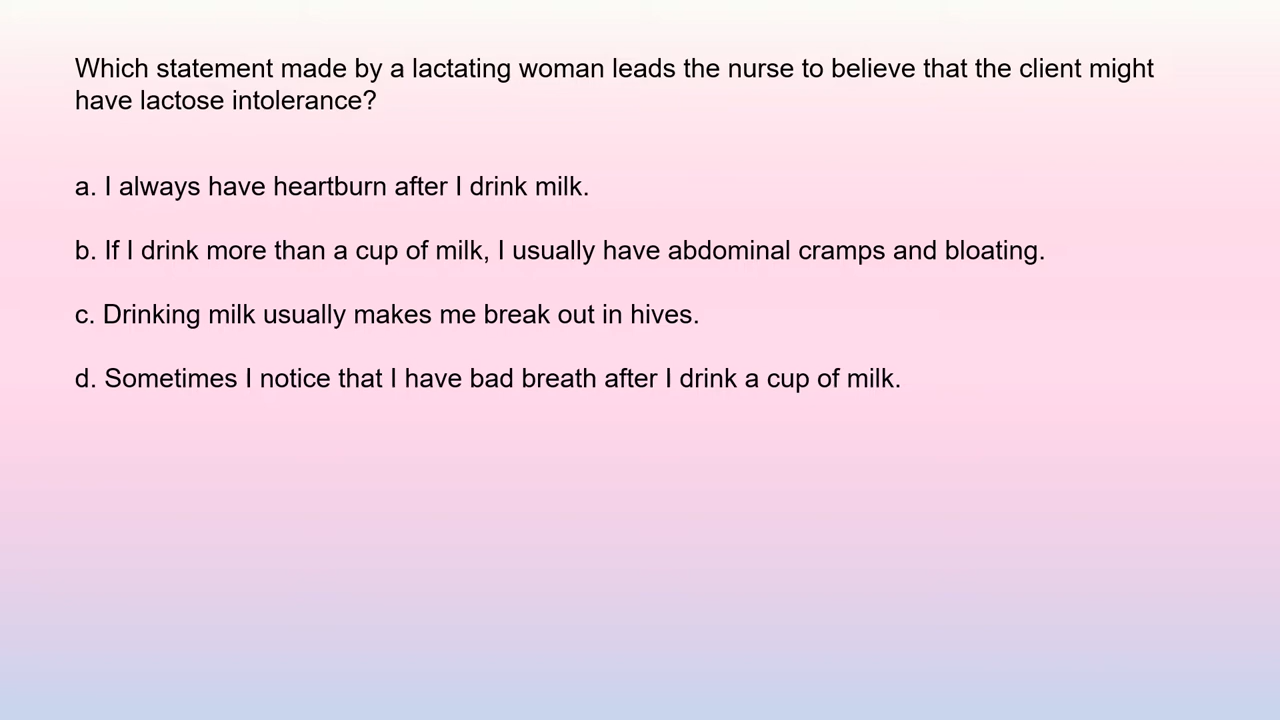 Which statement made by a lactating woman leads the nurse to believe that the client might
have lactose intolerance?
a. I always have heartburn after I drink milk.
b. If I drink more than a cup of milk, I usually have abdominal cramps and bloating.
c. Drinking milk usually makes me break out in hives.
d. Sometimes I notice that I have bad breath after I drink a cup of milk.